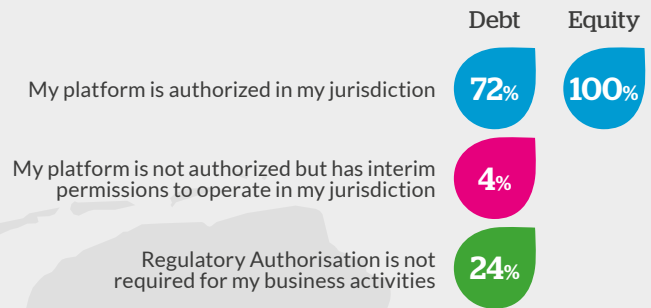 Debt Equity
My platform is authorized in my jurisdiction 72% 100%
My platform is not authorized but has interim
permissions to operate in my jurisdiction 4%
Regulatory Authorisation is not
required for my business activities 24%